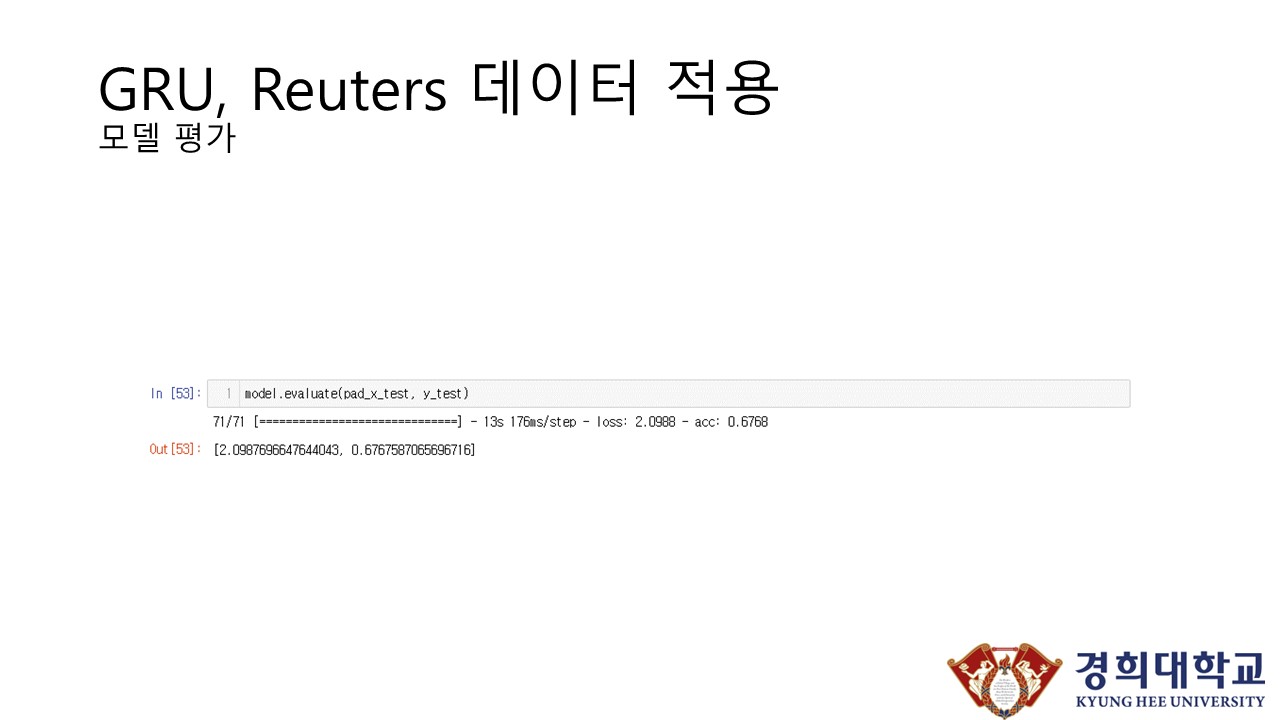 GRU, Reuters 데이터 적용
모델 평가
In [53]: 1 model.evaluate(pad_x_test, y_test)
71/71 [==============================] - 13s 176ms/step - loss: 2.0988 - acc: 0.6768
Out[53]: [2.0987696647644043, 0.6767587065696716]
경희대학교
KYUNG HEE UNIVERSITY